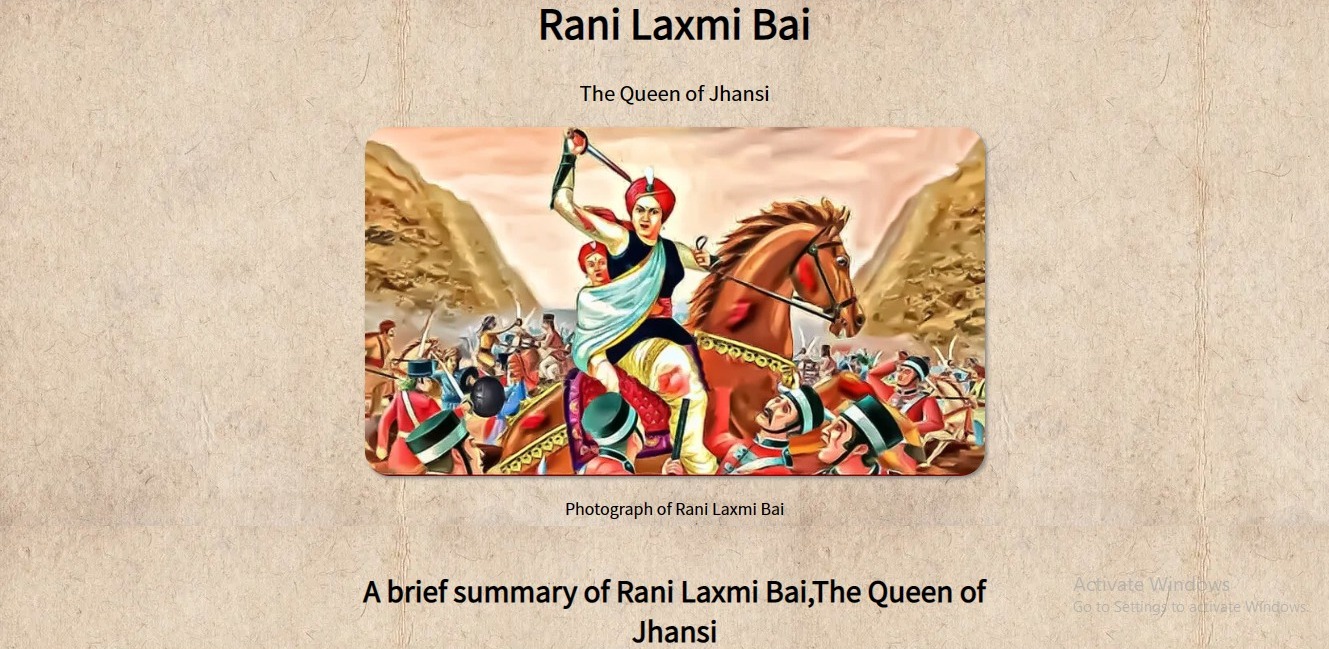 Rani Laxmi Bai
The Queen of Jhansi
Photograph of Rani Laxmi Bai
A brief summary of Rani Laxmi Bai,The Queen of
Jhansi
Activate Windows
Go to Settings to activate Windows.